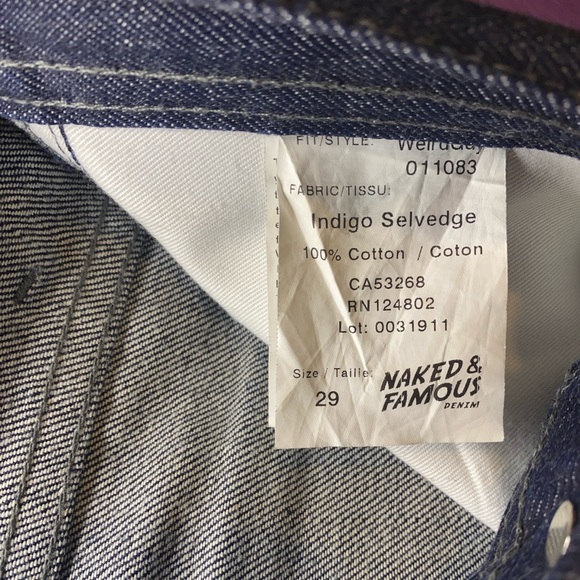 FIT/STYLE: WeirdGuy
011083
FABRIC/TISSU:
Indigo Selvedge
100% Cotton / Coton
CA53268
RN124802
Lot: 0031911
Size / Taille:
29
NAKED &
FAMOUS
DENIM